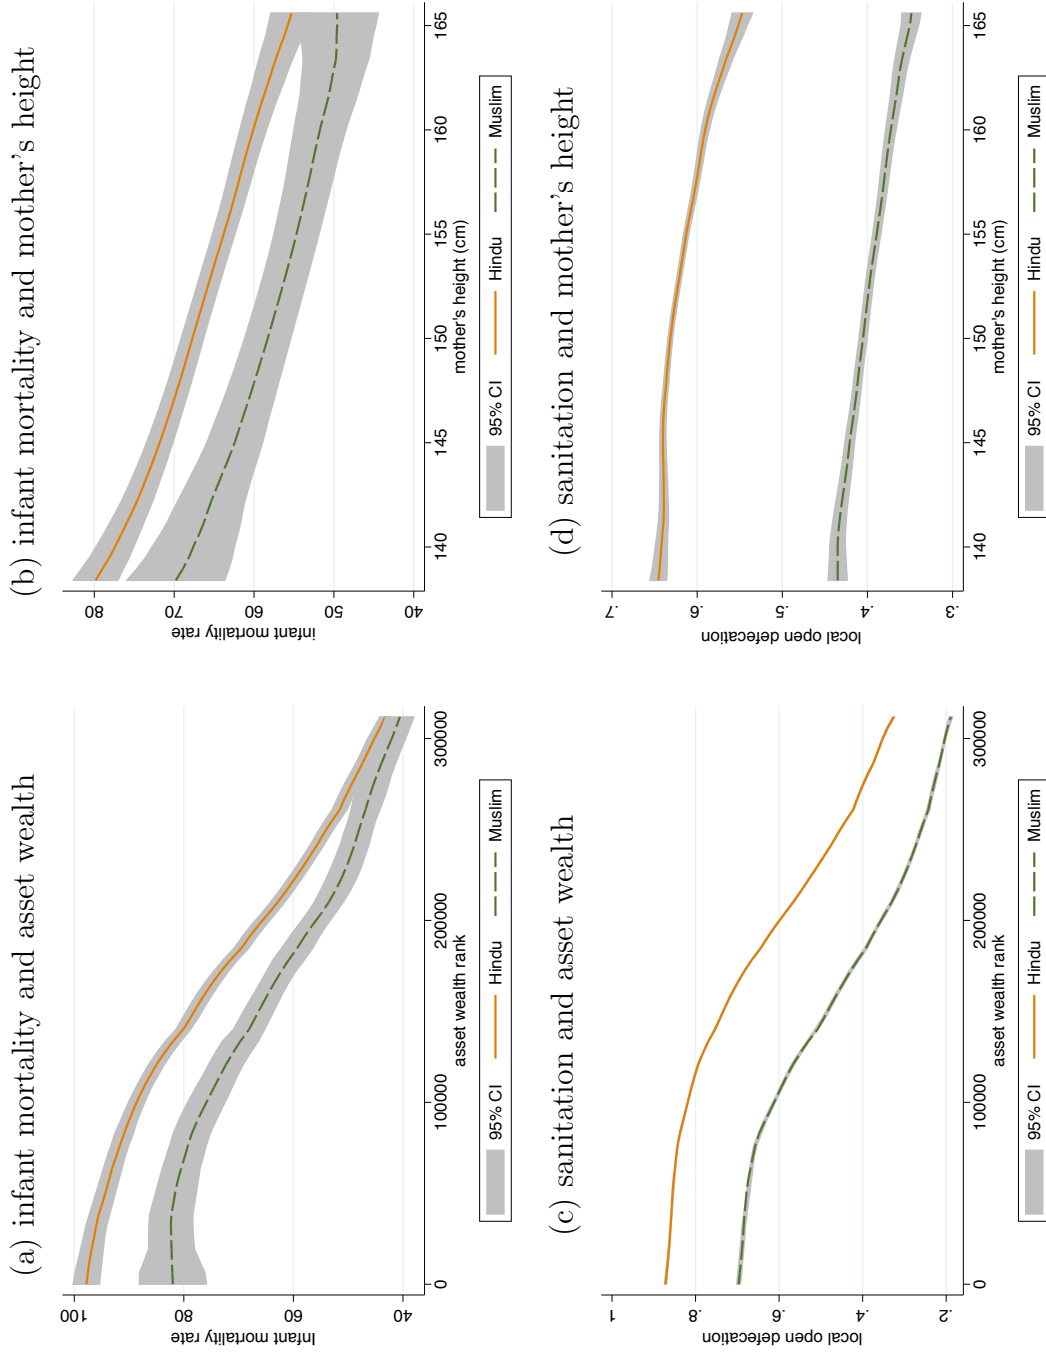 (a) infant mortality and asset wealth
Infant mortality rate
100
80
60
40
0
100000
200000
300000
asset wealth rank
95% CI
Hindu
Muslim
(b) infant mortality and mother's height
infant mortality rate
80
70
60
50
40
140
145
150
155
160
165
mother's height (cm)
95% CI
Hindu
Muslim
(c) sanitation and asset wealth
local open defecation
1
.8
.6
.4
.2
0
100000
200000
300000
asset wealth rank
95% CI
Hindu
Muslim
(d) sanitation and mother's height
local open defecation
.7
.6
.5
.4
.3
140
145
150
155
160
165
mother's height (cm)
95% CI
Hindu
Muslim